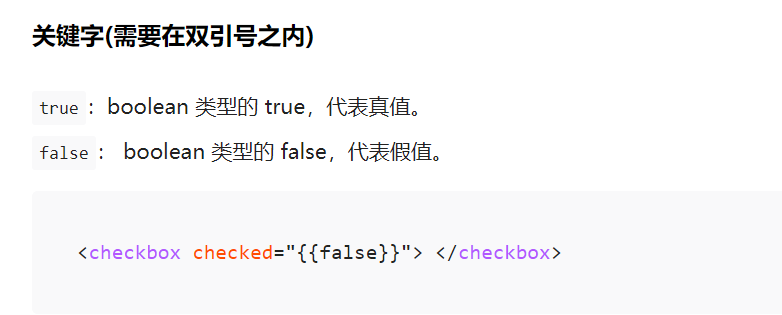 关键字(需要在双引号之内)
true： boolean 类型的 true，代表真值。
false： boolean 类型的 false，代表假值。
<checkbox checked="{{false}}"> </checkbox>